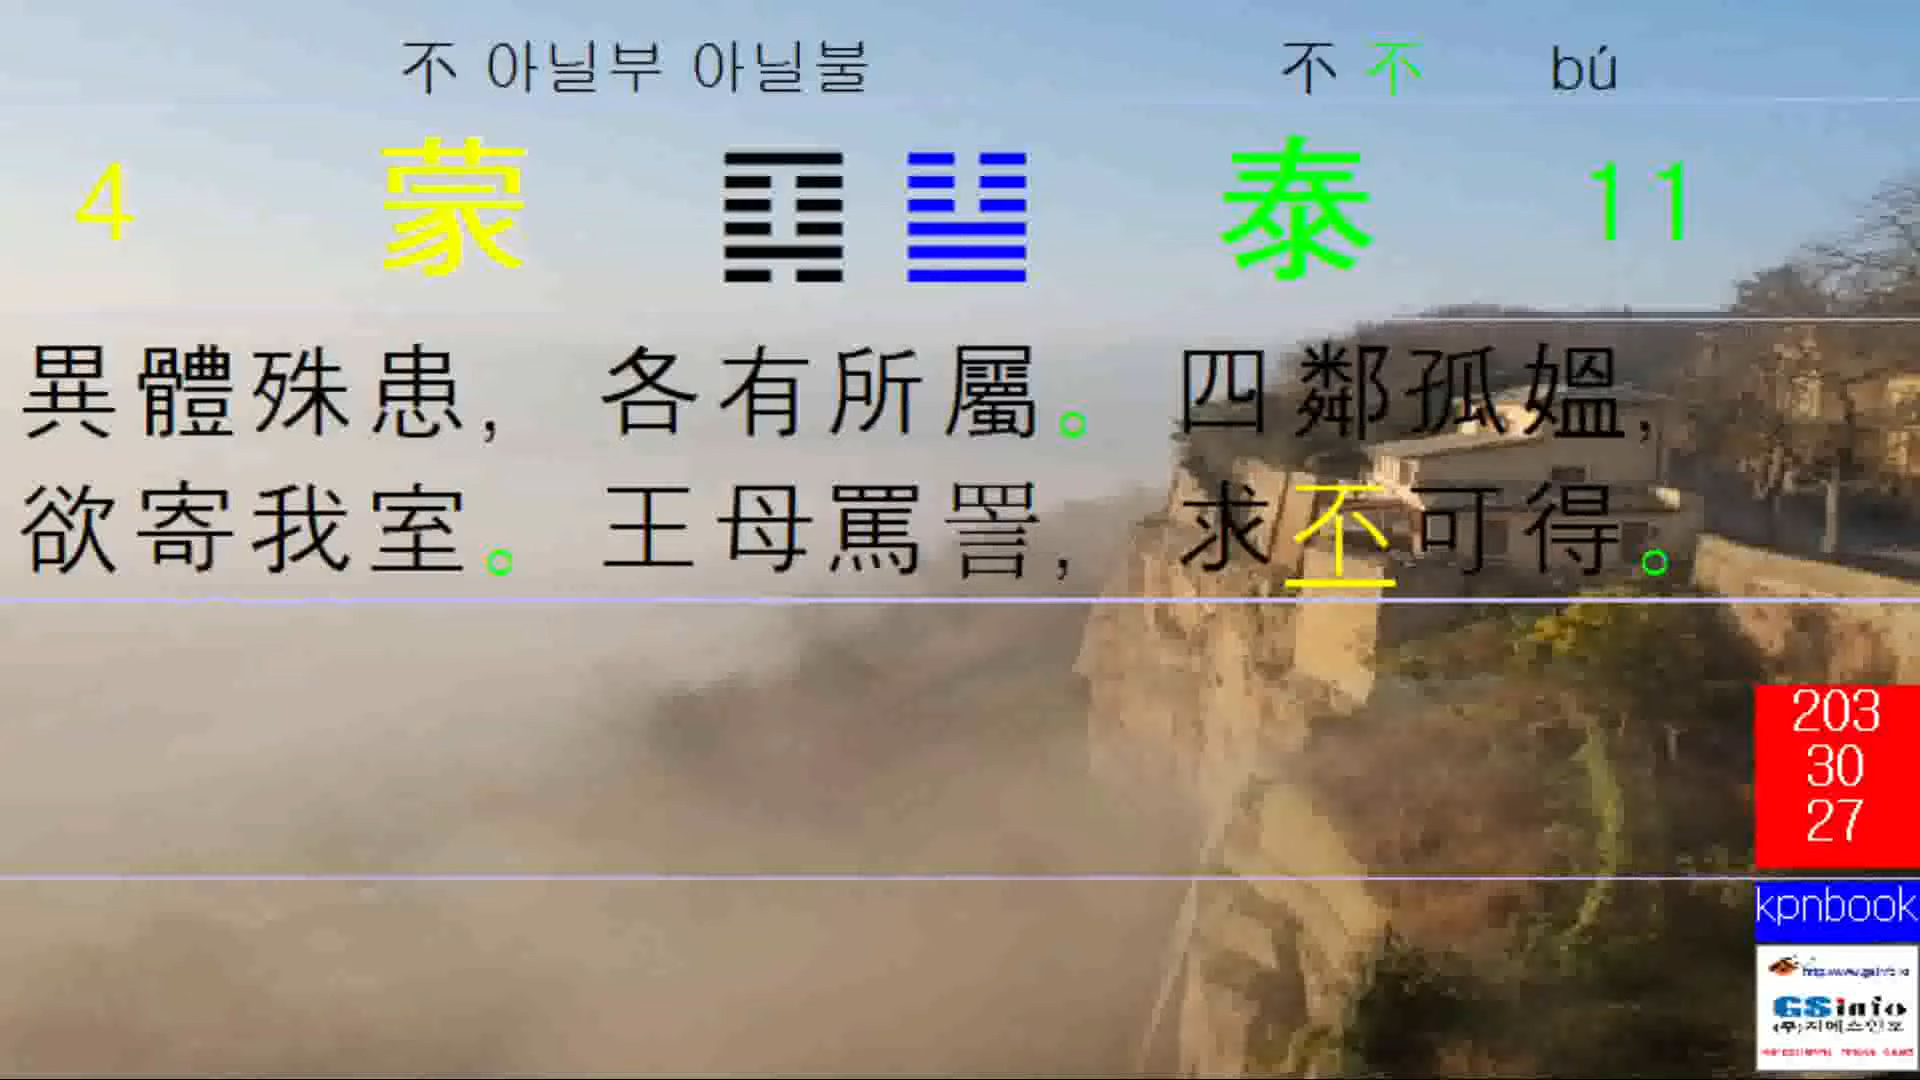 不 아닐부 아닐불 不 不 bú
4 蒙 泰 11
異體殊患, 各有所屬。 四鄰孤媼,
欲寄我室。 王母罵詈, 求不可得。
203
30
27
kpnbook
GSinfo
(주)지에스인포